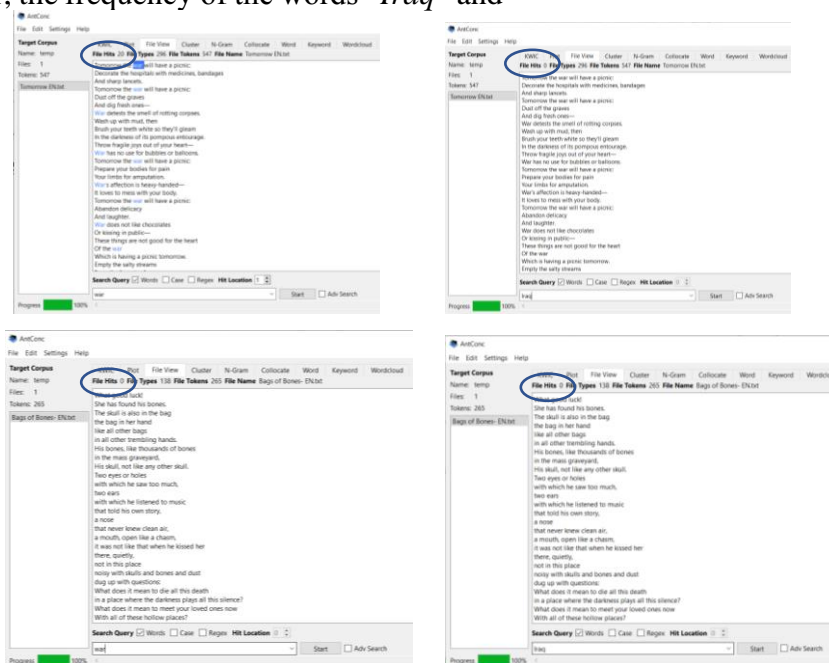 , the frequency of the words "Iraq" and
AntConc
File Edit Settings Help
Target Corpus
Name: temp
Files: 1
Tokens: 547
Tomorrow EN.txt
KWIC Plot File View Cluster N-Gram Collocate Word Keyword Wordcloud
File Hits 20 File Types 296 File Tokens 547 File Name Tomorrow EN.txt
Tomorrow the war will have a picnic:
Decorate the hospitals with medicines, bandages
And sharp lancets.
Tomorrow the war will have a picnic:
Dust off the graves
And dig fresh ones—
War detests the smell of rotting corpses.
Wash up with mud, then
Brush your teeth white so they'll gleam
In the darkness of its pompous entourage.
Throw fragile joys out of your heart—
War has no use for bubbles or balloons.
Tomorrow the war will have a picnic:
Prepare your bodies for pain
Your limbs for amputation.
War's affection is heavy-handed—
It loves to mess with your body.
Tomorrow the war will have a picnic:
Abandon delicacy
And laughter.
War does not like chocolates
Or kissing in public—
These things are not good for the heart
Of the war
Which is having a picnic tomorrow.
Empty the salty streams
Search Query Words Case Regex Hit Location 1
war
Start Adv Search
Progress 100%
AntConc
File Edit Settings Help
Target Corpus
Name: temp
Files: 1
Tokens: 547
Tomorrow EN.txt
KWIC Plot File View Cluster N-Gram Collocate Word Keyword Wordcloud
File Hits 0 File Types 296 File Tokens 547 File Name Tomorrow EN.txt
Tomorrow the war will have a picnic:
Decorate the hospitals with medicines, bandages
And sharp lancets.
Tomorrow the war will have a picnic:
Dust off the graves
And dig fresh ones—
War detests the smell of rotting corpses.
Wash up with mud, then
Brush your teeth white so they'll gleam
In the darkness of its pompous entourage.
Throw fragile joys out of your heart—
War has no use for bubbles or balloons.
Tomorrow the war will have a picnic:
Prepare your bodies for pain
Your limbs for amputation.
War's affection is heavy-handed—
It loves to mess with your body.
Tomorrow the war will have a picnic:
Abandon delicacy
And laughter.
War does not like chocolates
Or kissing in public—
These things are not good for the heart
Of the war
Which is having a picnic tomorrow.
Empty the salty streams
Search Query Words Case Regex Hit Location 0
Iraq
Start Adv Search
Progress 100%
AntConc
File Edit Settings Help
Target Corpus
Name: temp
Files: 1
Tokens: 265
Bags of Bones- EN.txt
KWIC Plot File View Cluster N-Gram Collocate Word Keyword Wordcloud
File Hits 0 File Types 138 File Tokens 265 File Name Bags of Bones- EN.txt
What good luck!
She has found his bones.
The skull is also in the bag
the bag in her hand
like all other bags
in all other trembling hands.
His bones, like thousands of bones
in the mass graveyard,
His skull, not like any other skull.
Two eyes or holes
with which he saw too much,
two ears
with which he listened to music
that told his own story,
a nose
that never knew clean air,
a mouth, open like a chasm,
it was not like that when he kissed her
there, quietly,
not in this place
noisy with skulls and bones and dust
dug up with questions:
What does it mean to die all this death
in a place where the darkness plays all this silence?
What does it mean to meet your loved ones now
With all of these hollow places?
Search Query Words Case Regex Hit Location 0
war
Start Adv Search
Progress 100%
AntConc
File Edit Settings Help
Target Corpus
Name: temp
Files: 1
Tokens: 265
Bags of Bones- EN.txt
KWIC Plot File View Cluster N-Gram Collocate Word Keyword
File Hits 0 File Types 138 File Tokens 265 File Name Bags of Bones- EN.txt
What good luck!
She has found his bones.
The skull is also in the bag
the bag in her hand
like all other bags
in all other trembling hands.
His bones, like thousands of bones
in the mass graveyard,
His skull, not like any other skull.
Two eyes or holes
with which he saw too much,
two ears
with which he listened to music
that told his own story,
a nose
that never knew clean air,
a mouth, open like a chasm,
it was not like that when he kissed her
there, quietly,
not in this place
noisy with skulls and bones and dust
dug up with questions:
What does it mean to die all this death
in a place where the darkness plays all this silence?
What does it mean to meet your loved ones now
With all of these hollow places?
Search Query Words Case Regex Hit Location 0
Iraq
Start Adv Search
Progress 100%